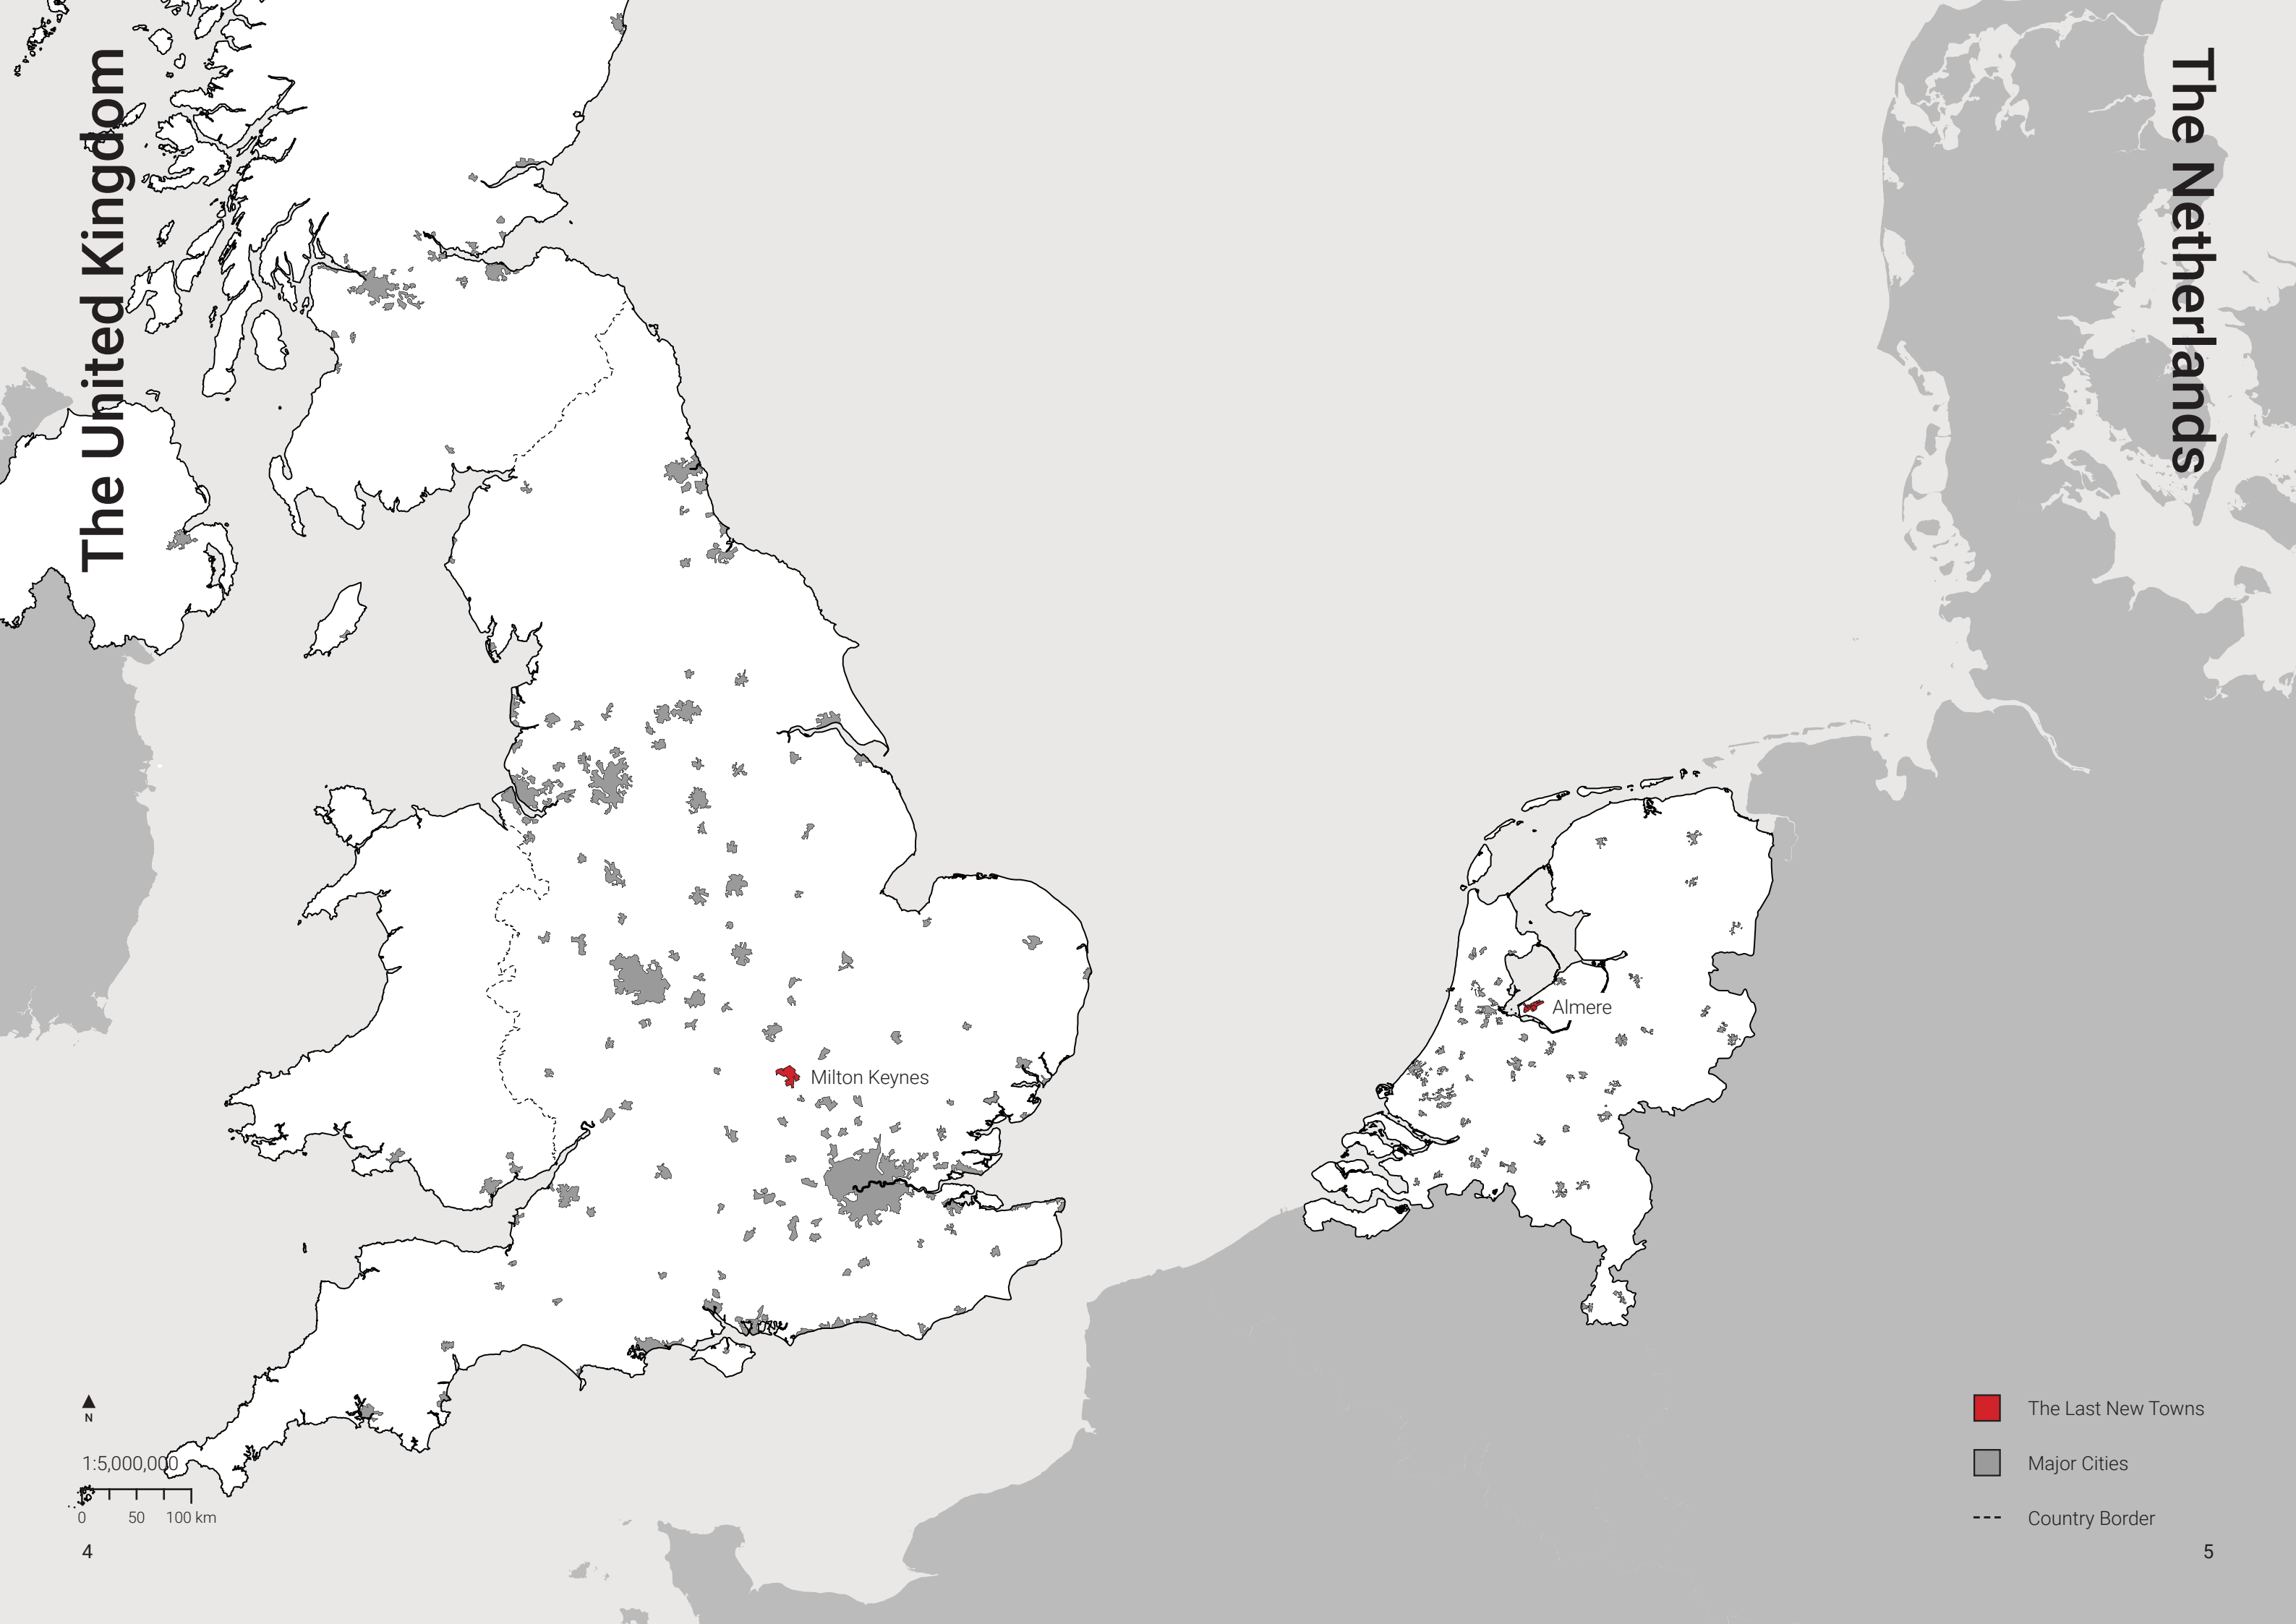 The United Kingdom
The Netherlands
Almere
Milton Keynes
N
1:5,000,000
0 50 100 km
4
The Last New Towns
Major Cities
Country Border
5